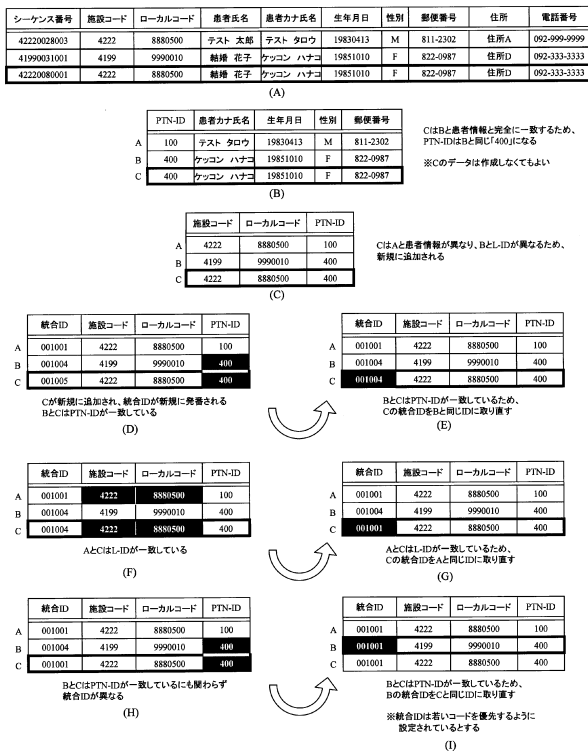 シーケンス番号 施設コード ローカルコード 患者氏名 患者カナ氏名 生年月日 性別 郵便番号 住所 電話番号
42220028003 4222 8880500 テスト 太郎 テスト タロウ 19830413 M 811-2302 住所A 092-999-9999
41990031001 4199 9990010 結婚 花子 ケッコン ハナコ 19851010 F 822-0987 住所D 092-333-3333
42220080001 4222 8880500 結婚 花子 ケッコン ハナコ 19851010 F 822-0987 住所D 092-333-3333
(A)
PTN-ID 患者カナ氏名 生年月日 性別 郵便番号
A 100 テスト タロウ 19830413 M 811-2302
B 400 ケッコン ハナコ 19851010 F 822-0987
C 400 ケッコン ハナコ 19851010 F 822-0987
(B)
CはBと患者情報と完全に一致するため、
PTN-IDはBと同じ「400」になる
※Cのデータは作成しなくてもよい
施設コード ローカルコード PTN-ID
A 4222 8880500 100
B 4199 9990010 400
C 4222 8880500 400
(C)
CはAと患者情報が異なり、BとL-IDが異なるため、
新規に追加される
統合ID 施設コード ローカルコード PTN-ID
A 001001 4222 8880500 100
B 001004 4199 9990010 400
C 001005 4222 8880500 400
Cが新規に追加され、統合IDが新規に発番される
BとCはPTN-IDが一致している
(D)
統合ID 施設コード ローカルコード PTN-ID
A 001001 4222 8880500 100
B 001004 4199 9990010 400
C 001004 4222 8880500 400
BとCはPTN-IDが一致しているため、
Cの統合IDをBと同じIDに取り直す
(E)
統合ID 施設コード ローカルコード PTN-ID
A 001001 4222 8880500 100
B 001004 4199 9990010 400
C 001004 4222 8880500 400
AとCはL-IDが一致している
(F)
統合ID 施設コード ローカルコード PTN-ID
A 001001 4222 8880500 100
B 001004 4199 9990010 400
C 001001 4222 8880500 400
AとCはL-IDが一致しているため、
Cの統合IDをAと同じIDに取り直す
(G)
統合ID 施設コード ローカルコード PTN-ID
A 001001 4222 8880500 100
B 001004 4199 9990010 400
C 001001 4222 8880500 400
BとCはPTN-IDが一致しているにも関わらず
統合IDが異なる
(H)
統合ID 施設コード ローカルコード PTN-ID
A 001001 4222 8880500 100
B 001001 4199 9990010 400
C 001001 4222 8880500 400
BとCはPTN-IDが一致しているため、
Bの統合IDをCと同じIDに取り直す
※統合IDは若いコードを優先するように
設定されているとする
(I)